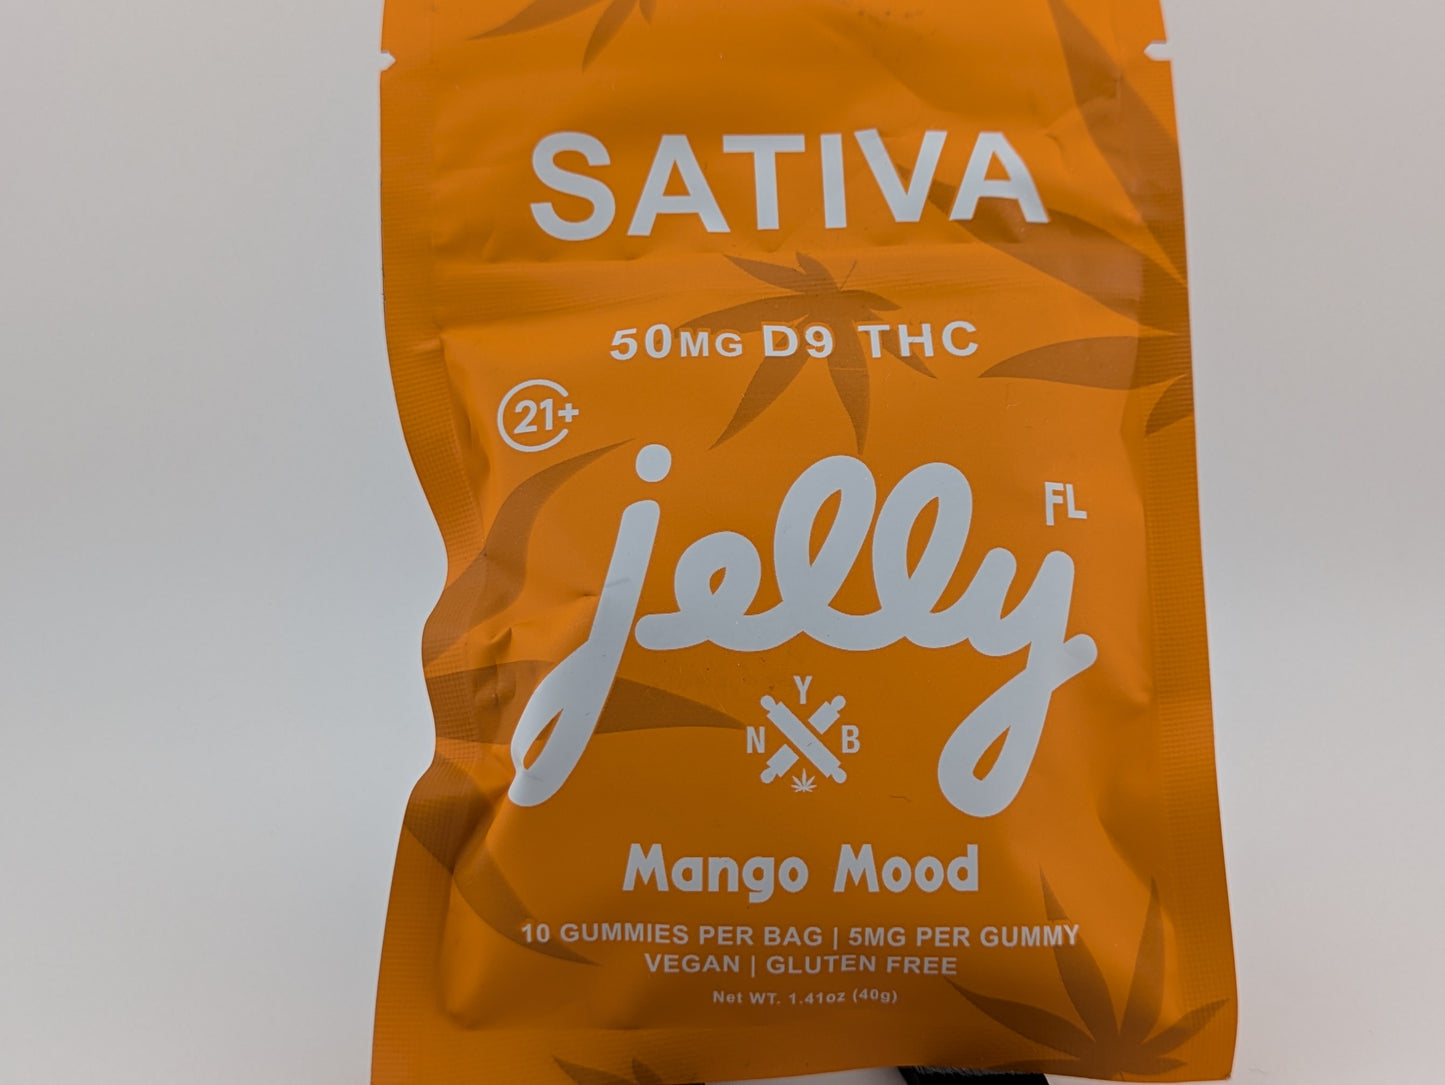 SATIVA
50MG D9 THC
21+
jelly FL
Y
N B
Mango Mood
10 GUMMIES PER BAG | 5MG PER GUMMY
VEGAN | GLUTEN FREE
Net WT. 1.41oz (40g)